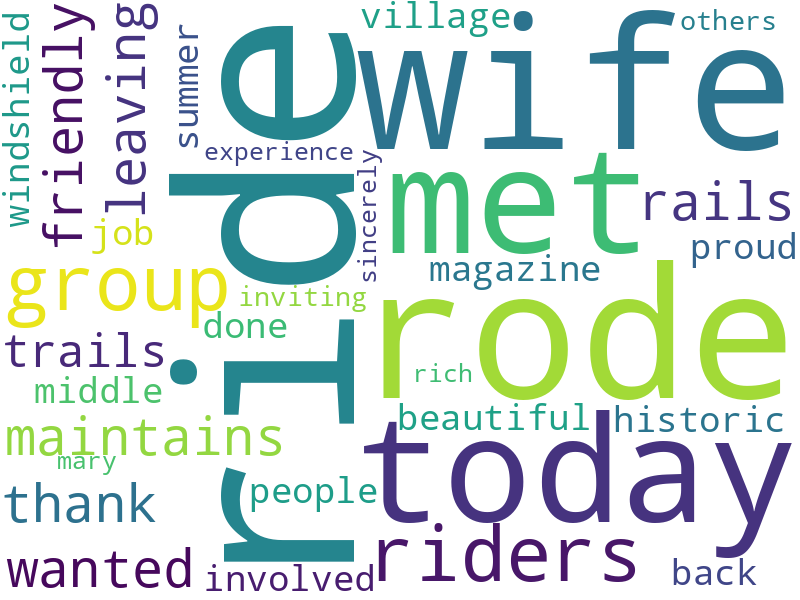 windshield
friendly
leaving
summer
ride
village
others
wife
experience
sincerely
met
rails
proud
job
group
magazine
inviting
done
rode
trails
middle
rich
maintains
mary
beautiful
historic
today
thank
people
wanted
involved
riders
back